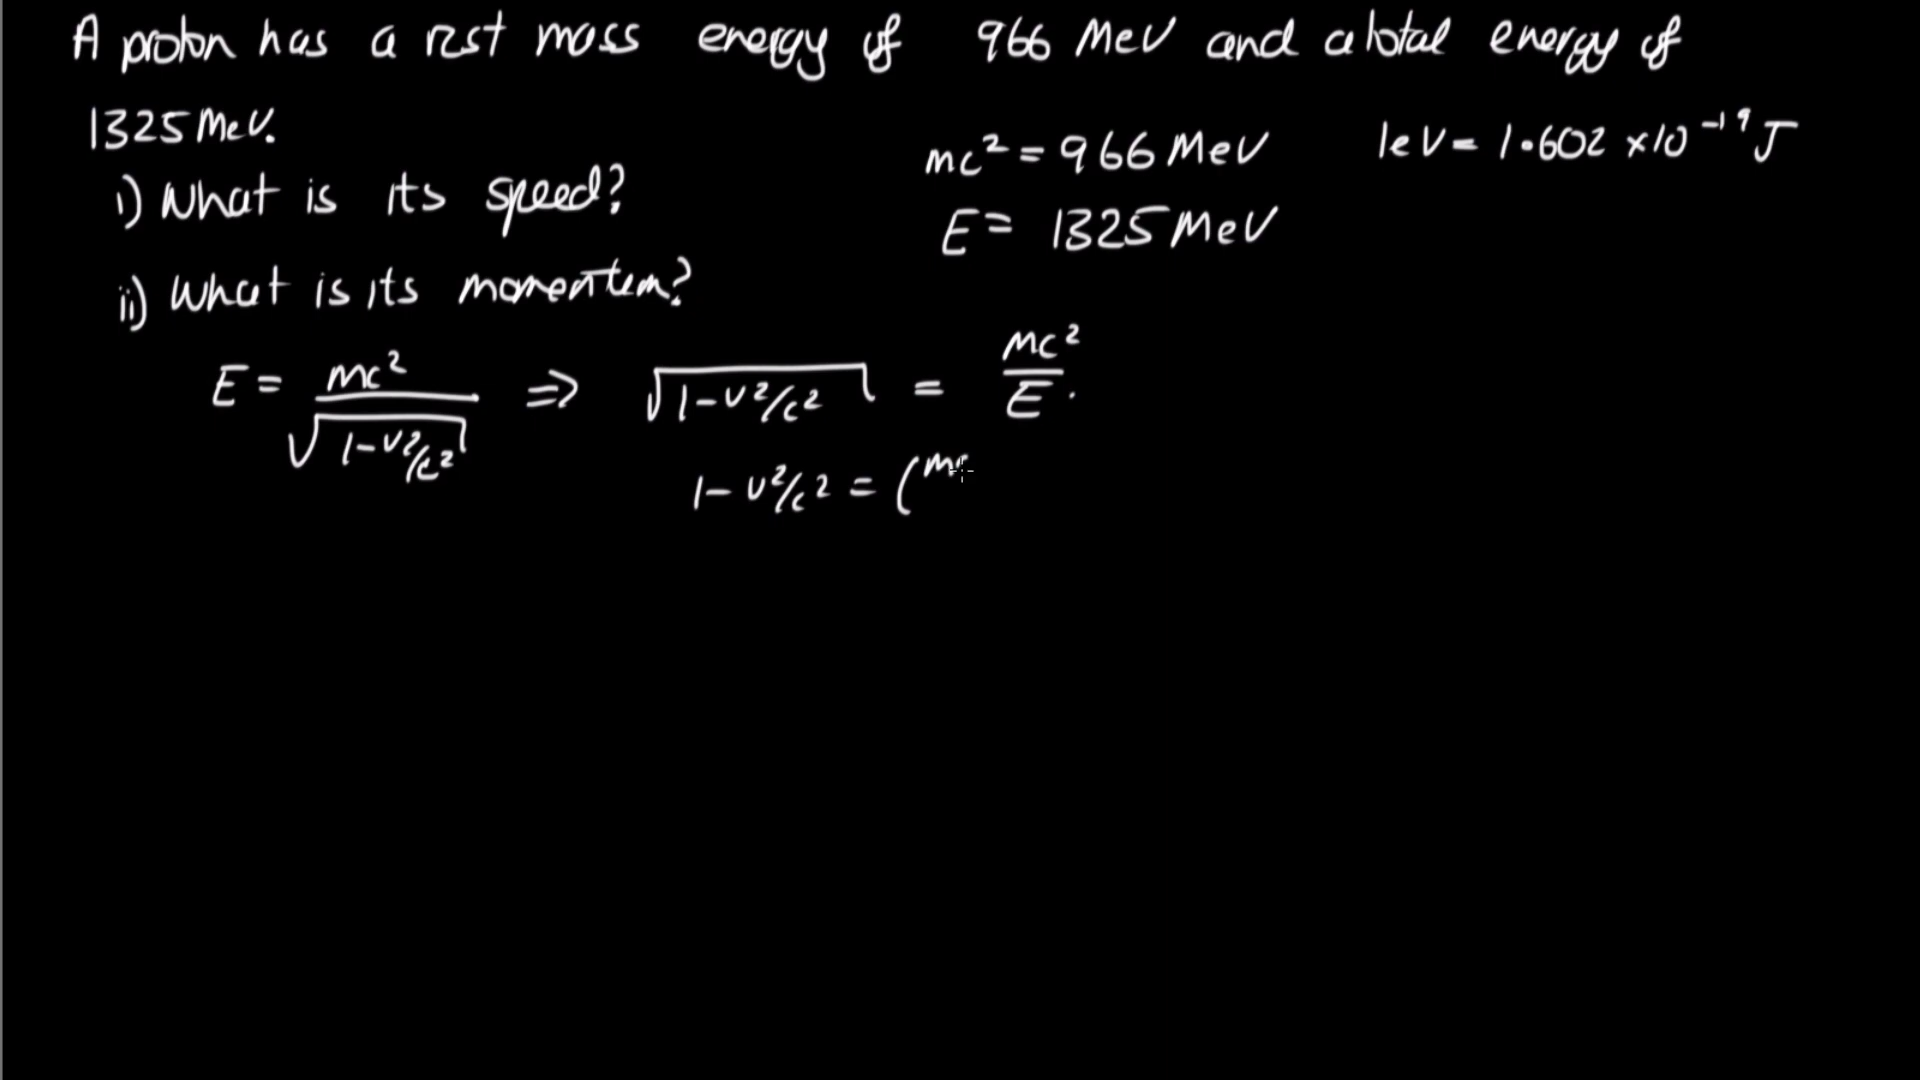 A proton has a rest mass energy of 966 MeV and a total energy of
1325 MeV.
mc² = 966 MeV
1eV = 1.602 ×10⁻¹⁹ J
i) What is its speed?
E = 1325 MeV
ii) What is its momentum?
E = mc² / √(1-v²/c²) ⇒ √(1-v²/c²) = mc² / E.
1 - v²/c² = (mc